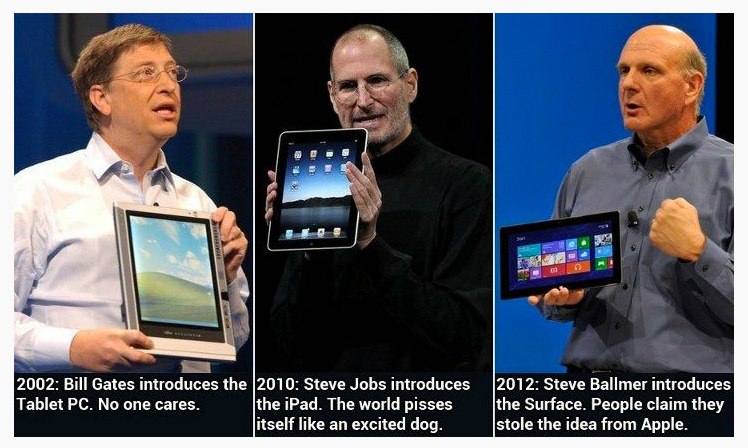 2002: Bill Gates introduces the
Tablet PC. No one cares.
2010: Steve Jobs introduces
the iPad. The world pisses
itself like an excited dog.
2012: Steve Ballmer introduces
the Surface. People claim they
stole the idea from Apple.
Start